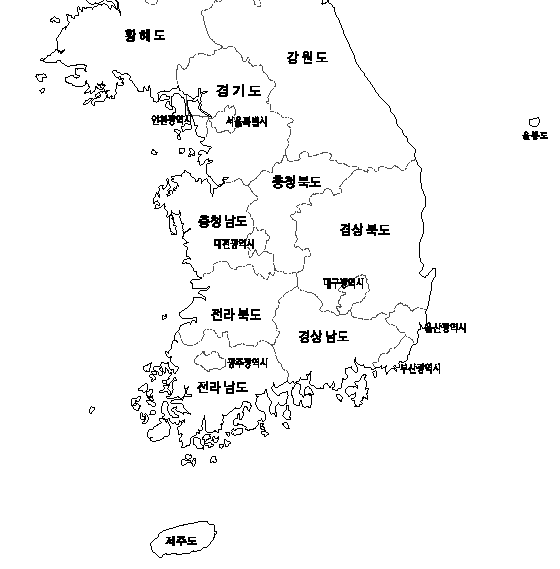 황해도
강원도
경기도
인천광역시
서울특별시
울릉도
충청북도
충청남도
경상북도
대전광역시
대구광역시
전라북도
울산광역시
경상남도
광주광역시
부산광역시
전라남도
제주도